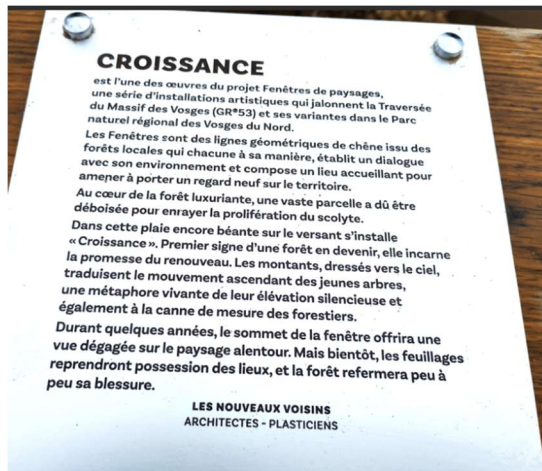 CROISSANCE
est l'une des œuvres du projet Fenêtres de paysages,
une série d'installations artistiques qui jalonnent la Traversée
du Massif des Vosges (GR®53) et ses variantes dans le Parc
naturel régional des Vosges du Nord.
Les Fenêtres sont des lignes géométriques de chêne issu des
forêts locales qui chacune à sa manière, établit un dialogue
avec son environnement et compose un lieu accueillant pour
amener à porter un regard neuf sur le territoire.
Au cœur de la forêt luxuriante, une vaste parcelle a dû être
déboisée pour enrayer la prolifération du scolyte.
Dans cette plaie encore béante sur le versant s'installe
« Croissance ». Premier signe d'une forêt en devenir, elle incarne
la promesse du renouveau. Les montants, dressés vers le ciel,
traduisent le mouvement ascendant des jeunes arbres,
une métaphore vivante de leur élévation silencieuse et
également à la canne de mesure des forestiers.
Durant quelques années, le sommet de la fenêtre offrira une
vue dégagée sur le paysage alentour. Mais bientôt, les feuillages
reprendront possession des lieux, et la forêt refermera peu à
peu sa blessure.
LES NOUVEAUX VOISINS
ARCHITECTES - PLASTICIENS